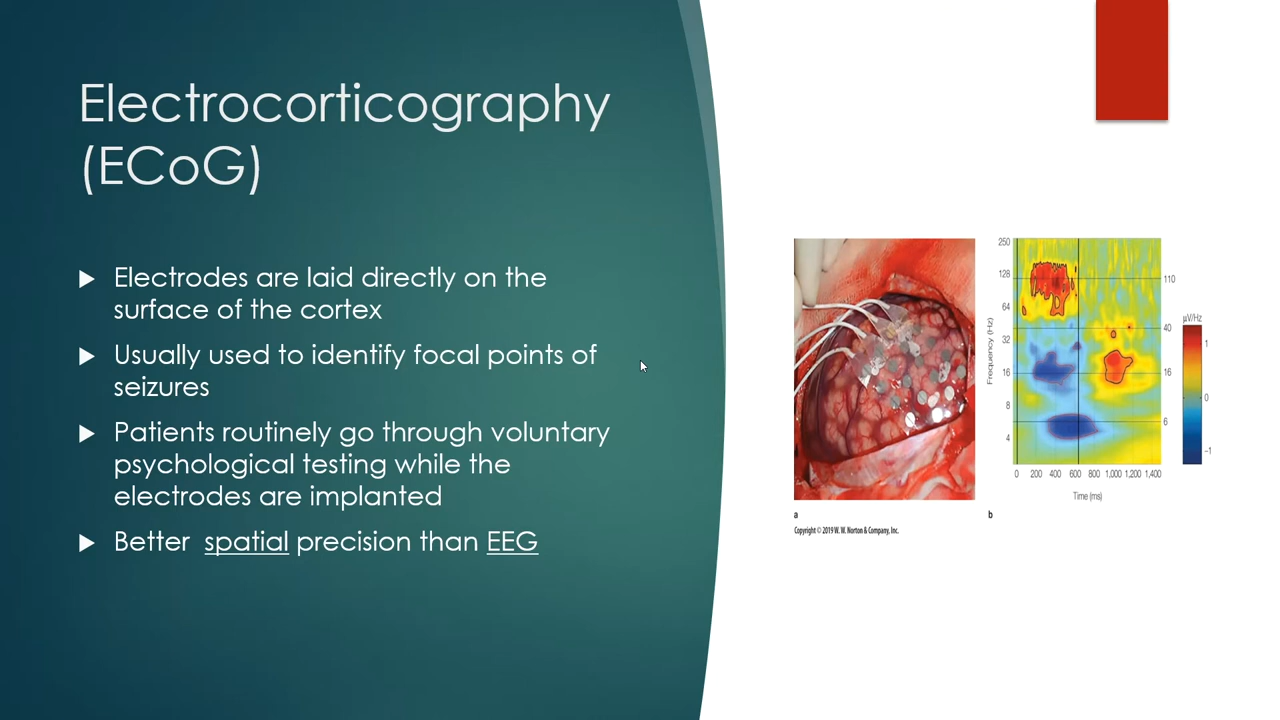 Electrocorticography
(ECoG)
Electrodes are laid directly on the
surface of the cortex
Usually used to identify focal points of
seizures
Patients routinely go through voluntary
psychological testing while the
electrodes are implanted
Better spatial precision than EEG
250
128
64
32
16
8
4
Frequency (Hz)
110
40
16
6
µV/Hz
1
0
–1
0 200 400 600 800 1,000 1,200 1,400
Time (ms)
a
b
Copyright © 2019 W. W. Norton & Company, Inc.